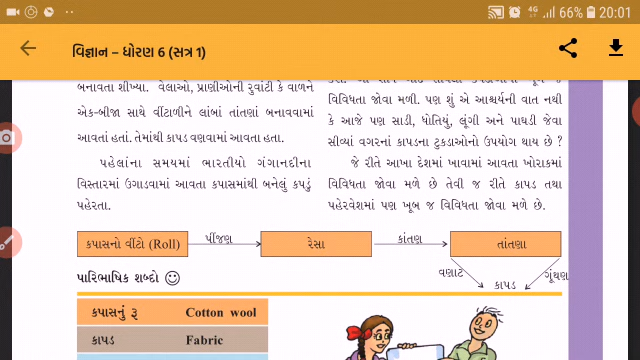 4G 66% 20:01
વિજ્ઞાન - ધોરણ 6 (સત્ર 1)
બનાવતા શીખ્યા. વેલાઓ, પ્રાણીઓની રુવાંટી કે વાળને
એક-બીજા સાથે વીંટાળીને લાંબાં તાંતણાં બનાવવામાં
આવતાં હતાં. તેમાંથી કાપડ વણવામાં આવતા હતા.
પહેલાંના સમયમાં ભારતીયો ગંગાનદીના
વિસ્તારમાં ઉગાડવામાં આવતા કપાસમાંથી બનેલું કપડું
પહેરતા.
વિવિધતા જોવા મળી. પણ શું એ આશ્ચર્યની વાત નથી
કે આજે પણ સાડી, ધોતિયું, લૂંગી અને પાઘડી જેવા
સીવ્યાં વગરનાં કાપડના ટુકડાઓનો ઉપયોગ થાય છે ?
જે રીતે આખા દેશમાં ખાવામાં આવતા ખોરાકમાં
વિવિધતા જોવા મળે છે તેવી જ રીતે કાપડ તથા
પહેરવેશમાં પણ ખૂબ જ વિવિધતા જોવા મળે છે.
કપાસનો વીંટો (Roll) પીંજણ રેસા કાંતણ તાંતણા
વણાટ ગૂંથણ
કાપડ
પારિભાષિક શબ્દો
કપાસનું રૂ Cotton wool
કાપડ Fabric